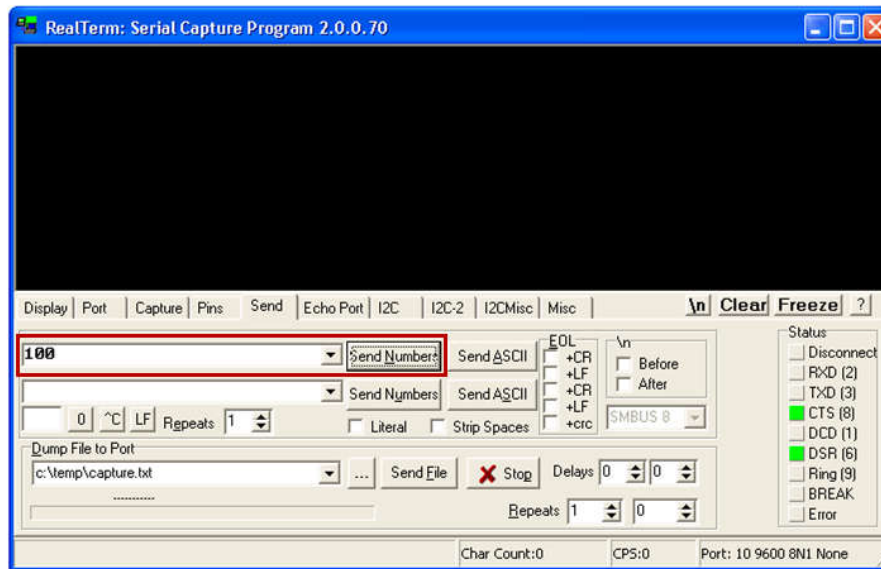 RealTerm: Serial Capture Program 2.0.0.70
Display Port Capture Pins Send Echo Port I2C I2C-2 I2CMisc Misc \n Clear Freeze ?
100 Send Numbers Send ASCII
Send Numbers Send ASCII
0 ^C LF Repeats 1
Literal Strip Spaces
EOL
+CR
+LF
+CR
+LF
+crc
\n
Before
After
SMBUS 8
Dump File to Port
c:\temp\capture.txt ... Send File Stop Delays 0 0
Repeats 1 0
Status
Disconnect
RXD (2)
TXD (3)
CTS (8)
DCD (1)
DSR (6)
Ring (9)
BREAK
Error
Char Count:0 CPS:0 Port: 10 9600 8N1 None